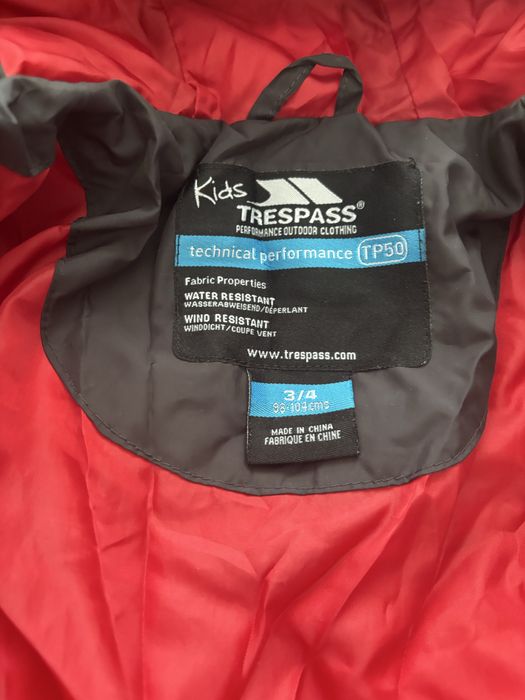 Kids
TRESPASS®
PERFORMANCE OUTDOOR CLOTHING
technical performance TP50
Fabric Properties
WATER RESISTANT
WASSERABWEISEND/DEPERLANT
WIND RESISTANT
WINDDICHT/COUPE VENT
www.trespass.com
3/4
98-104cms
MADE IN CHINA
FABRIQUE EN CHINE